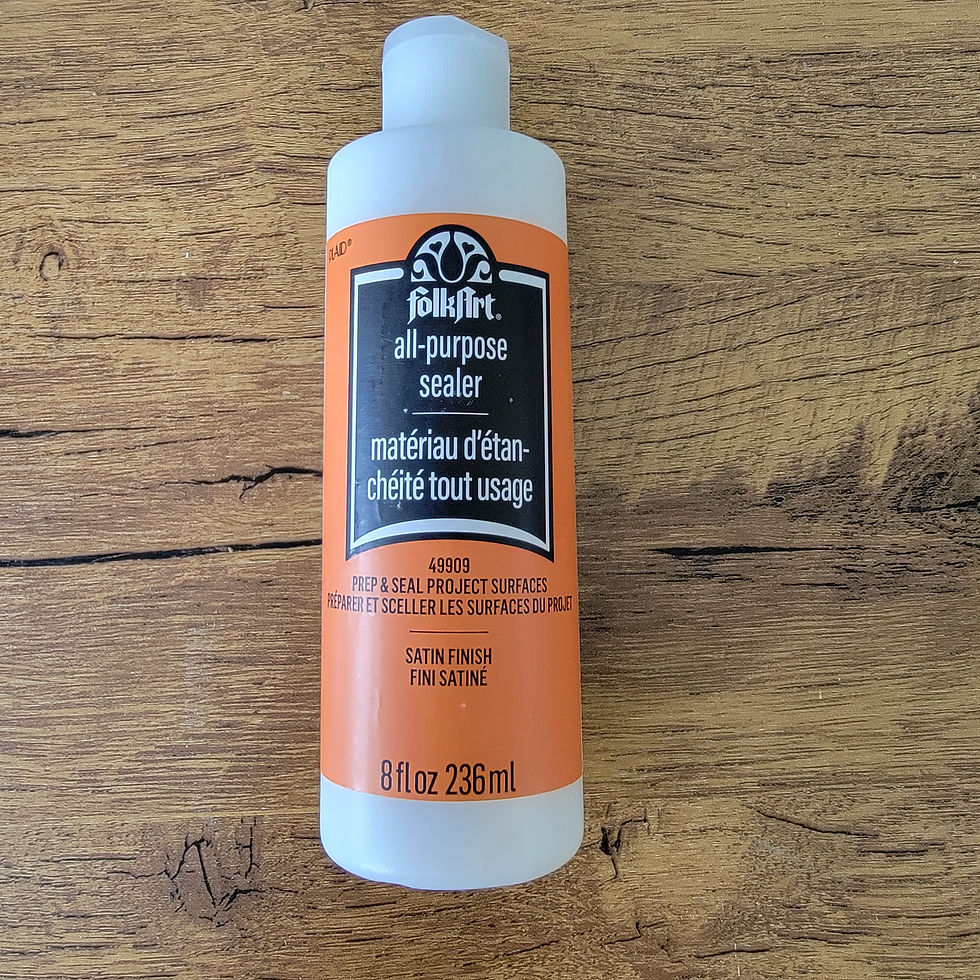 PLAID®
folkArt®
all-purpose
sealer
matériau d'étan-
chéité tout usage
49909
PREP & SEAL PROJECT SURFACES
PRÉPARER ET SCELLER LES SURFACES DU PROJET
SATIN FINISH
FINI SATINÉ
8 fl oz 236 ml